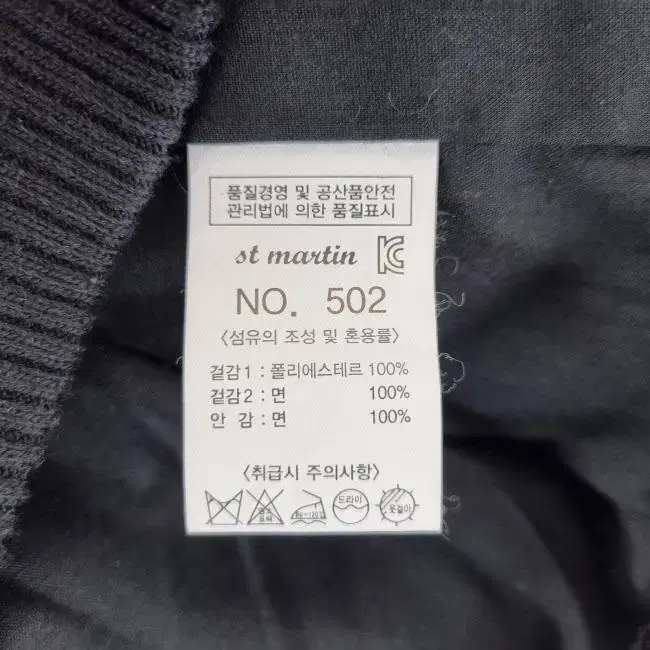 품질경영 및 공산품안전
관리법에 의한 품질표시
st martin
NO. 502
〈섬유의 조성 및 혼용률〉
겉감1 : 폴리에스테르 100%
겉감2 : 면 100%
안 감 : 면 100%
〈취급시 주의사항〉
드라이
옷걸이